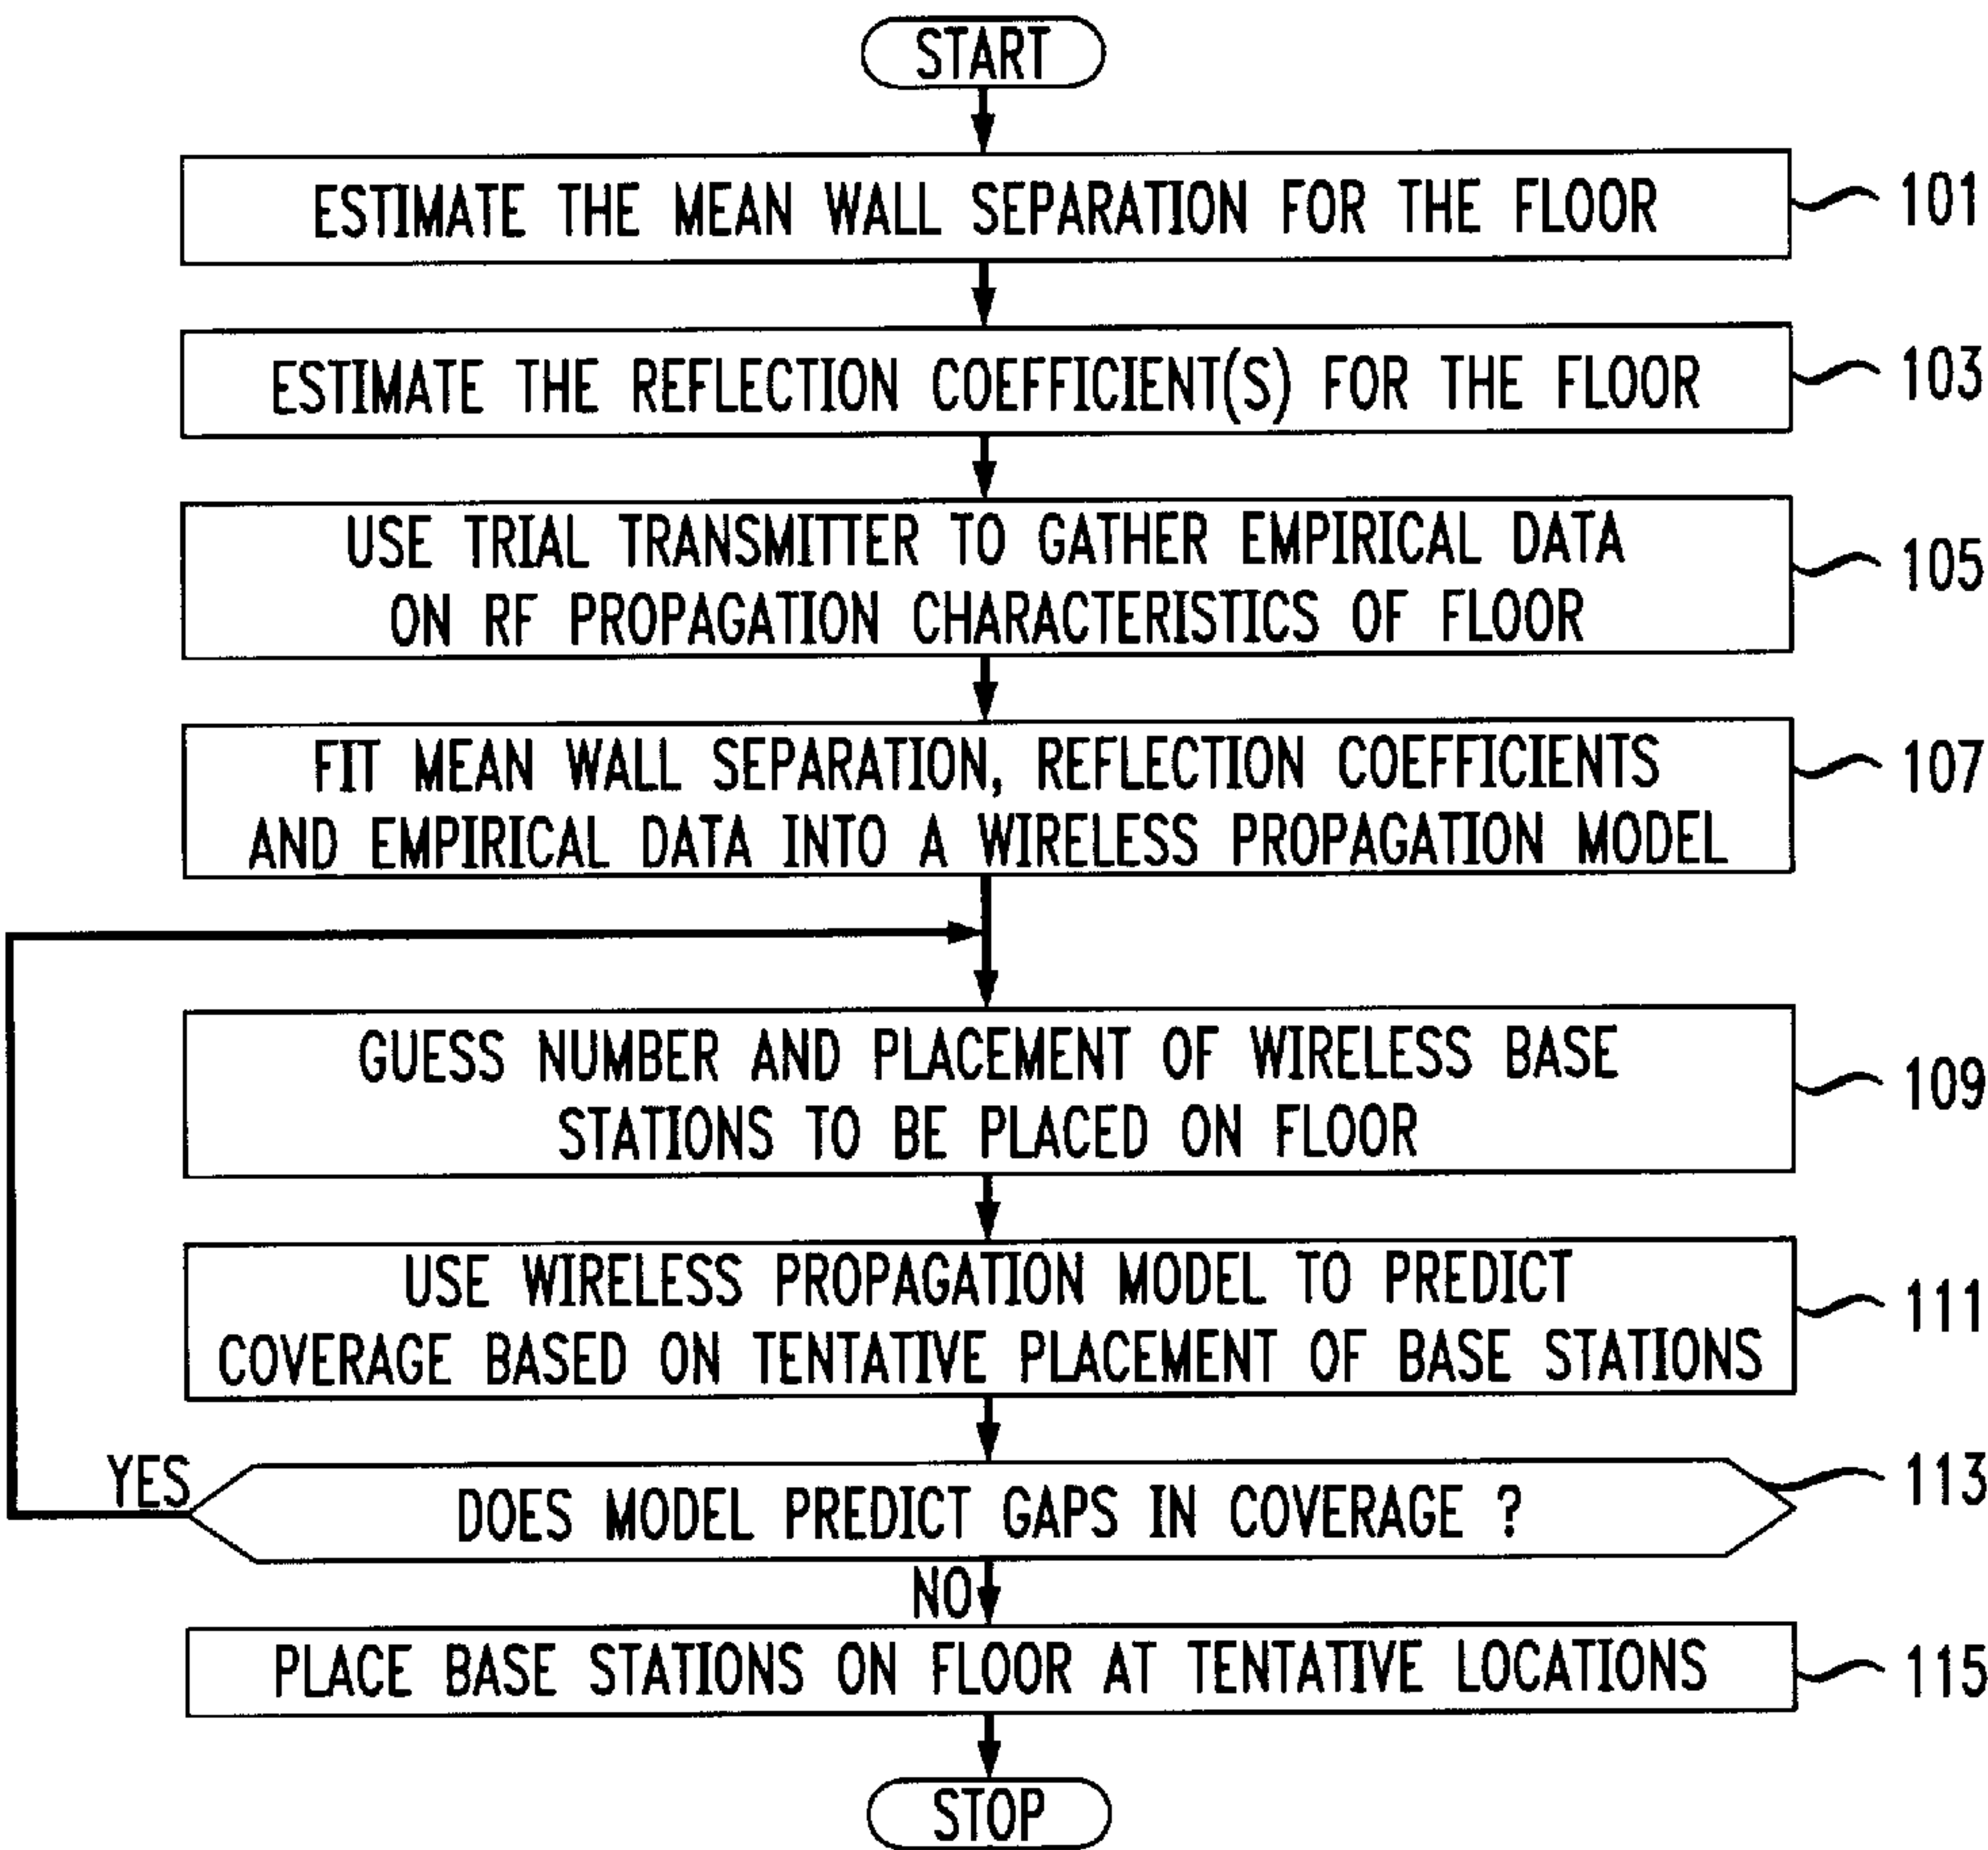 START
ESTIMATE THE MEAN WALL SEPARATION FOR THE FLOOR
101
ESTIMATE THE REFLECTION COEFFICIENT(S) FOR THE FLOOR
103
USE TRIAL TRANSMITTER TO GATHER EMPIRICAL DATA
ON RF PROPAGATION CHARACTERISTICS OF FLOOR
105
FIT MEAN WALL SEPARATION, REFLECTION COEFFICIENTS
AND EMPIRICAL DATA INTO A WIRELESS PROPAGATION MODEL
107
GUESS NUMBER AND PLACEMENT OF WIRELESS BASE
STATIONS TO BE PLACED ON FLOOR
109
USE WIRELESS PROPAGATION MODEL TO PREDICT
COVERAGE BASED ON TENTATIVE PLACEMENT OF BASE STATIONS
111
YES
DOES MODEL PREDICT GAPS IN COVERAGE ?
113
NO
PLACE BASE STATIONS ON FLOOR AT TENTATIVE LOCATIONS
115
STOP